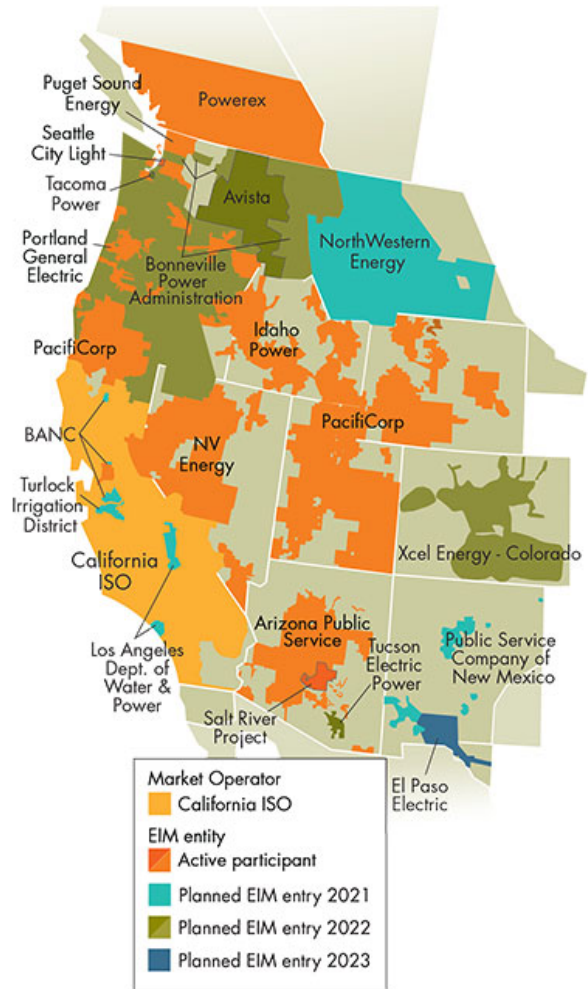 Powerex
Puget Sound
Energy
Seattle
City Light
Tacoma
Power
Avista
NorthWestern
Energy
Portland
General
Electric
Bonneville
Power
Administration
Idaho
Power
PacifiCorp
PacifiCorp
BANC
NV
Energy
Turlock
Irrigation
District
Xcel Energy - Colorado
California
ISO
Arizona Public
Service
Tucson
Electric
Power
Public Service
Company of
New Mexico
Los Angeles
Dept. of
Water &
Power
Salt River
Project
El Paso
Electric
Market Operator
California ISO
EIM entity
Active participant
Planned EIM entry 2021
Planned EIM entry 2022
Planned EIM entry 2023